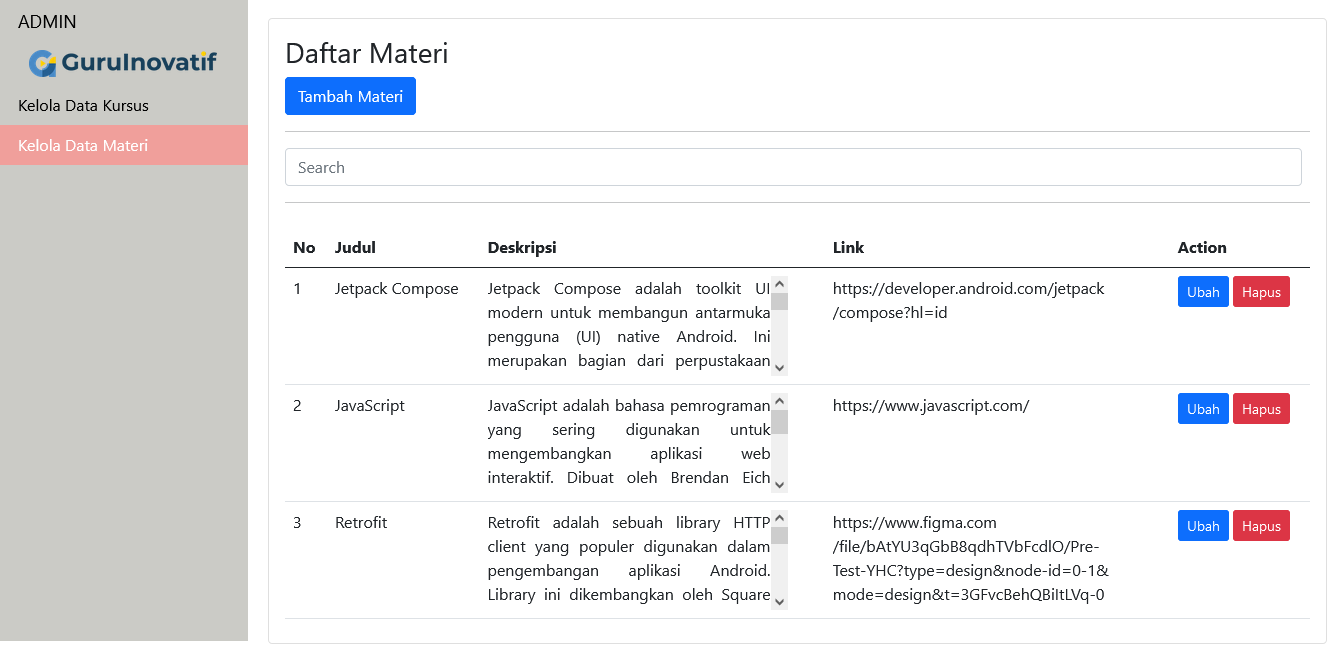 ADMIN
GuruInovatif
Kelola Data Kursus
Kelola Data Materi
Daftar Materi
Tambah Materi
Search
No Judul Deskripsi Link Action
1 Jetpack Compose
Jetpack Compose adalah toolkit UI
modern untuk membangun antarmuka
pengguna (UI) native Android. Ini
merupakan bagian dari perpustakaan
https://developer.android.com/jetpack
/compose?hl=id
Ubah Hapus
2 JavaScript
JavaScript adalah bahasa pemrograman
yang sering digunakan untuk
mengembangkan aplikasi web
interaktif. Dibuat oleh Brendan Eich
https://www.javascript.com/
Ubah Hapus
3 Retrofit
Retrofit adalah sebuah library HTTP
client yang populer digunakan dalam
pengembangan aplikasi Android.
Library ini dikembangkan oleh Square
https://www.figma.com
/file/bAtYU3qGbB8qdhTVbFcdlO/Pre-
Test-YHC?type=design&node-id=0-1&
mode=design&t=3GFvcBehQBiItLVq-0
Ubah Hapus